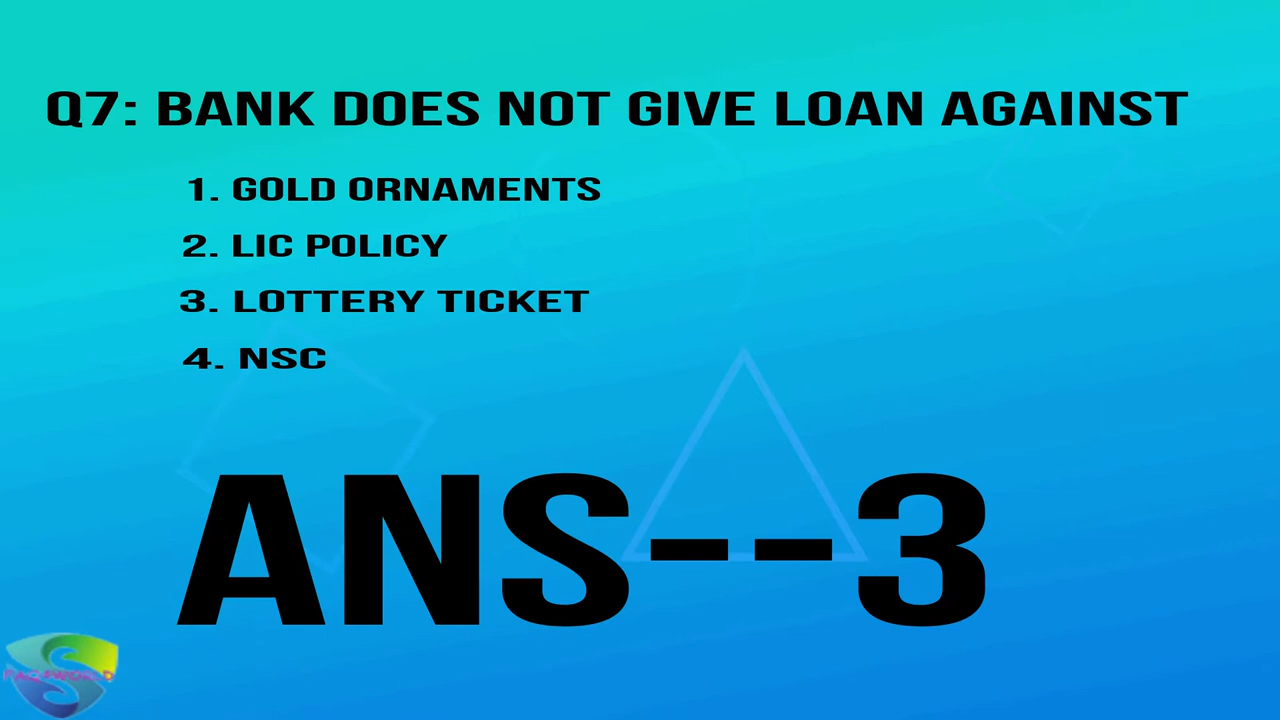 Q7: BANK DOES NOT GIVE LOAN AGAINST
1. GOLD ORNAMENTS
2. LIC POLICY
3. LOTTERY TICKET
4. NSC
ANS--3